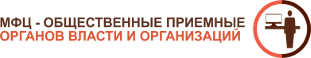 МФЦ - ОБЩЕСТВЕННЫЕ ПРИЕМНЫЕ
ОРГАНОВ ВЛАСТИ И ОРГАНИЗАЦИЙ